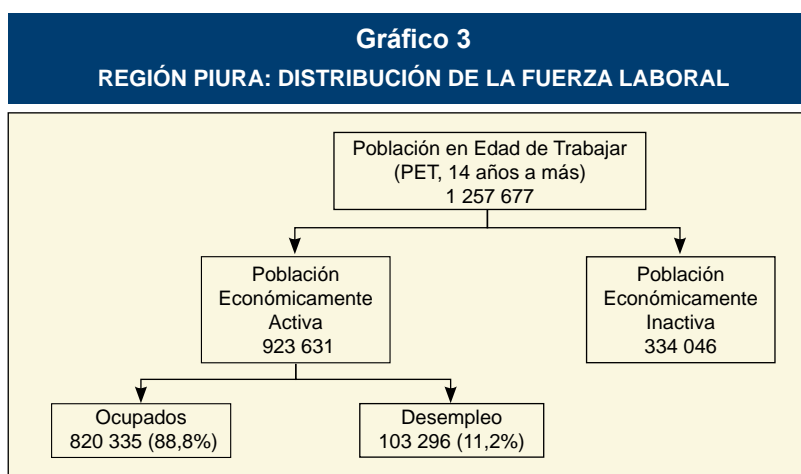 Gráfico 3
REGIÓN PIURA: DISTRIBUCIÓN DE LA FUERZA LABORAL
Población en Edad de Trabajar
(PET, 14 años a más)
1 257 677
Población
Económicamente
Activa
923 631
Población
Económicamente
Inactiva
334 046
Ocupados
820 335 (88,8%)
Desempleo
103 296 (11,2%)